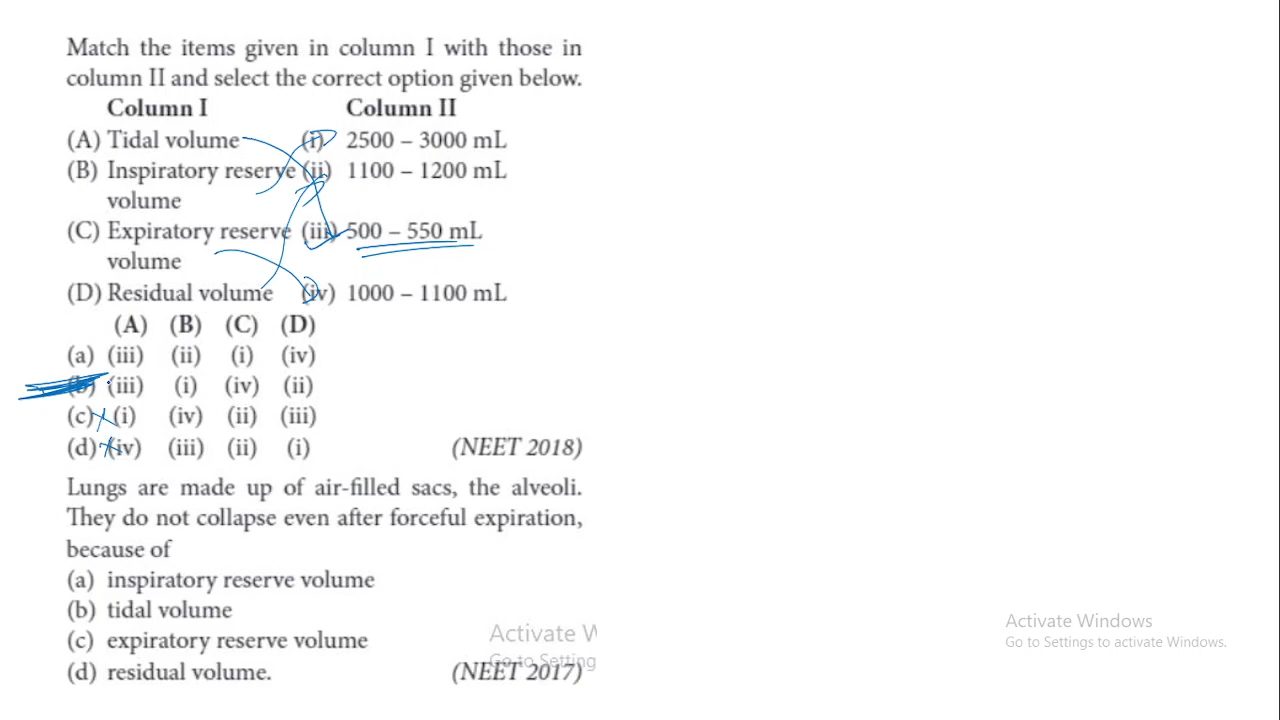 Match the items given in column I with those in
column II and select the correct option given below.
Column I Column II
(A) Tidal volume (i) 2500 – 3000 mL
(B) Inspiratory reserve (ii) 1100 – 1200 mL
volume
(C) Expiratory reserve (iii) 500 – 550 mL
volume
(D) Residual volume (iv) 1000 – 1100 mL
(A) (B) (C) (D)
(a) (iii) (ii) (i) (iv)
(b) (iii) (i) (iv) (ii)
(c) (i) (iv) (ii) (iii)
(d) (iv) (iii) (ii) (i) (NEET 2018)
Lungs are made up of air-filled sacs, the alveoli.
They do not collapse even after forceful expiration,
because of
(a) inspiratory reserve volume
(b) tidal volume
(c) expiratory reserve volume
(d) residual volume. (NEET 2017)
Activate W
Go to Setting
Activate Windows
Go to Settings to activate Windows.